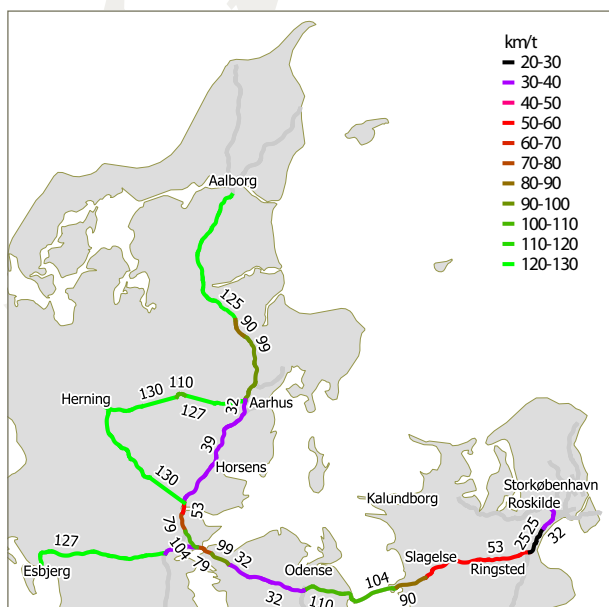 km/t
20-30
30-40
40-50
50-60
60-70
70-80
80-90
90-100
100-110
110-120
120-130
Aalborg
125
90
99
110
130
127
32
Herning
Aarhus
39
Horsens
130
53
79
104
79
99
32
127
Esbjerg
Odense
32
110
104
90
Kalundborg
Slagelse
53
Ringsted
Storkøbenhavn
Roskilde
25
25
32